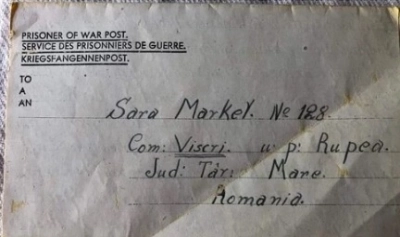 PRISONER OF WAR POST.
SERVICE DES PRISONNIERS DE GUERRE.
KRIEGSFANGENNENPOST.
TO
A
AN
Sara Markel. No 128.
Com: Viscri. u p: Rupea.
Jud: Târ: Mare.
Romania.